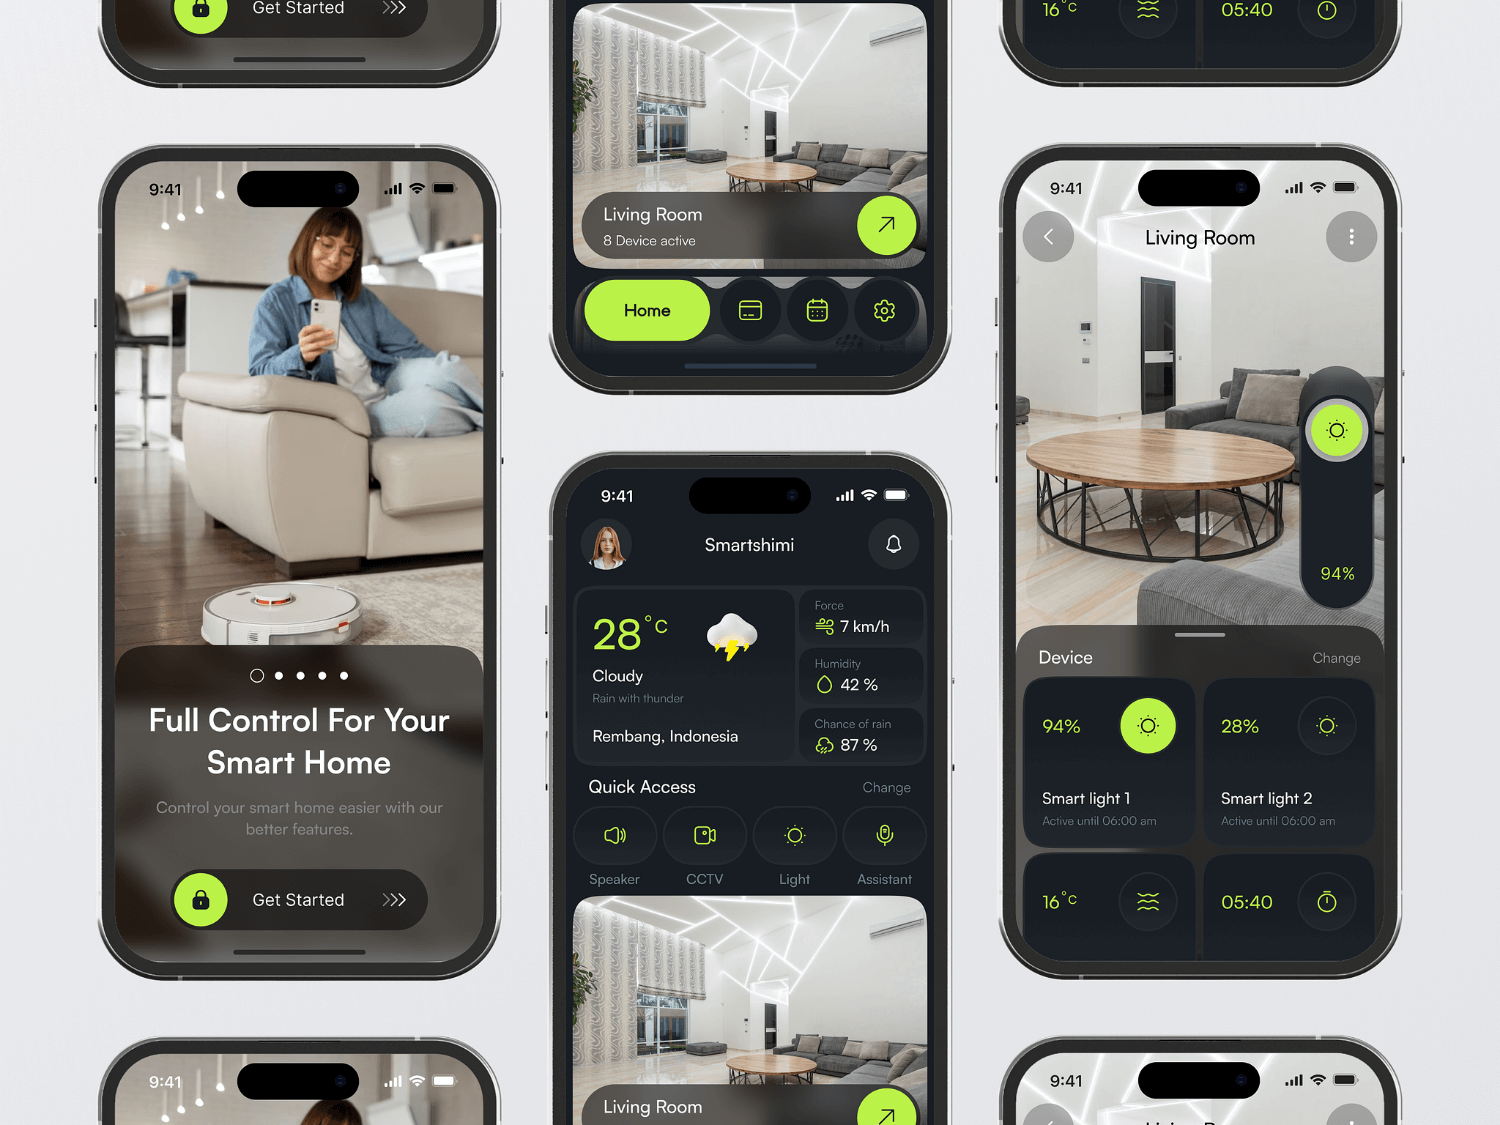 Get Started
9:41
Full Control For Your
Smart Home
Control your smart home easier with our
better features.
Get Started
9:41
Living Room
8 Device active
Home
9:41
Smartshimi
28°C
Cloudy
Rain with thunder
Rembang, Indonesia
Force
7 km/h
Humidity
42 %
Chance of rain
87 %
Quick Access
Change
Speaker
CCTV
Light
Assistant
Living Room
16°C
05:40
9:41
Living Room
94%
Device
Change
94%
Smart light 1
Active until 06:00 am
28%
Smart light 2
Active until 06:00 am
16°C
05:40
9:41